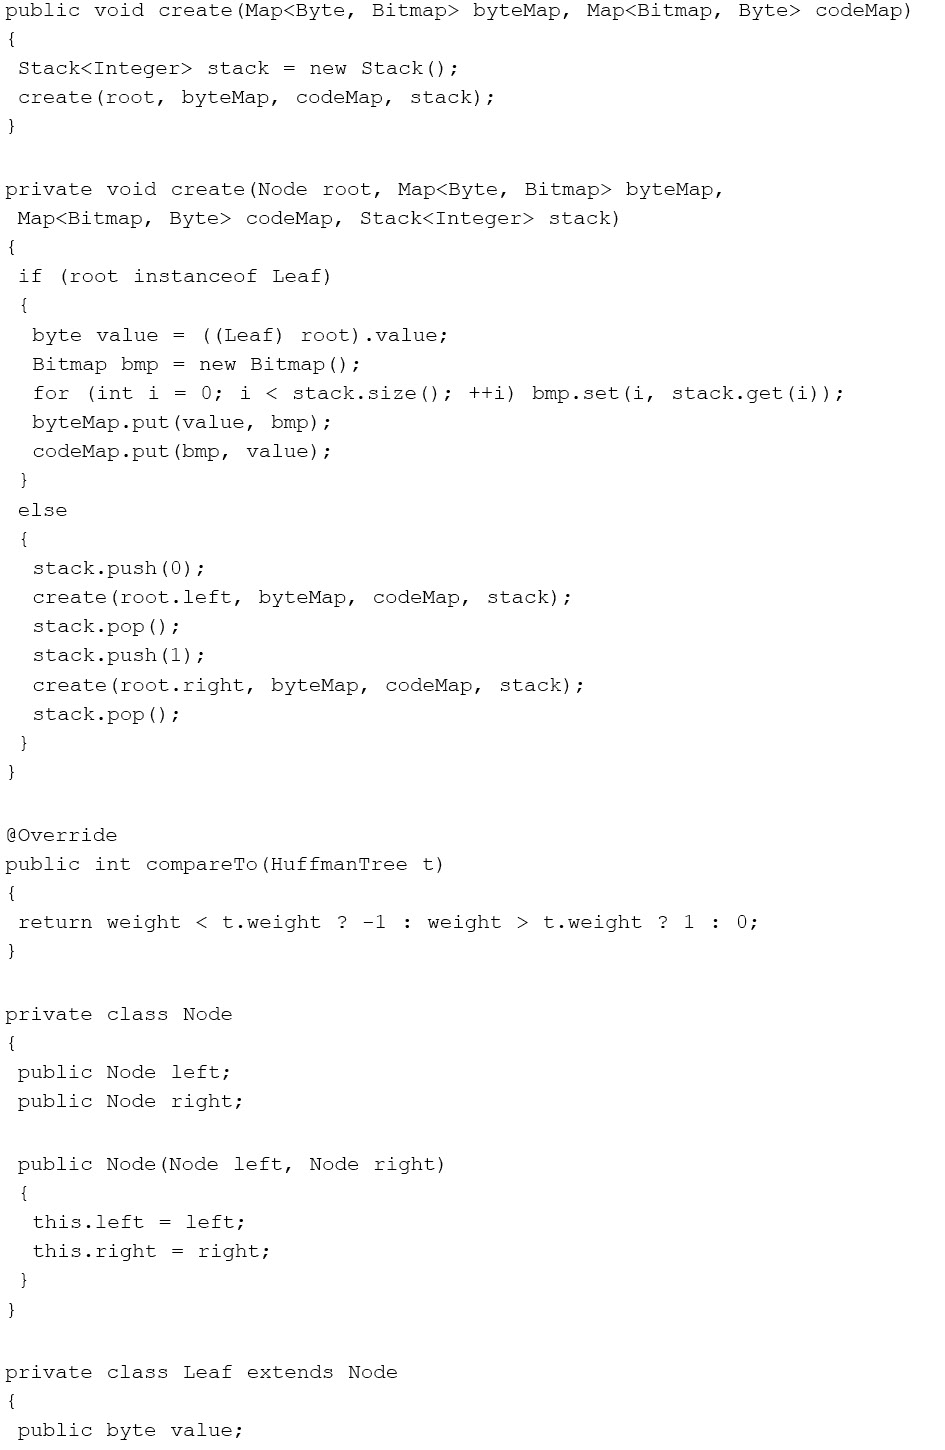 public void create(Map<Byte, Bitmap> byteMap, Map<Bitmap, Byte> codeMap)
{
 Stack<Integer> stack = new Stack();
 create(root, byteMap, codeMap, stack);
}

private void create(Node root, Map<Byte, Bitmap> byteMap,
 Map<Bitmap, Byte> codeMap, Stack<Integer> stack)
{
 if (root instanceof Leaf)
 {
  byte value = ((Leaf) root).value;
  Bitmap bmp = new Bitmap();
  for (int i = 0; i < stack.size(); ++i) bmp.set(i, stack.get(i));
  byteMap.put(value, bmp);
  codeMap.put(bmp, value);
 }
 else
 {
  stack.push(0);
  create(root.left, byteMap, codeMap, stack);
  stack.pop();
  stack.push(1);
  create(root.right, byteMap, codeMap, stack);
  stack.pop();
 }
}

@Override
public int compareTo(HuffmanTree t)
{
 return weight < t.weight ? -1 : weight > t.weight ? 1 : 0;
}

private class Node
{
 public Node left;
 public Node right;

 public Node(Node left, Node right)
 {
  this.left = left;
  this.right = right;
 }
}

private class Leaf extends Node
{
 public byte value;